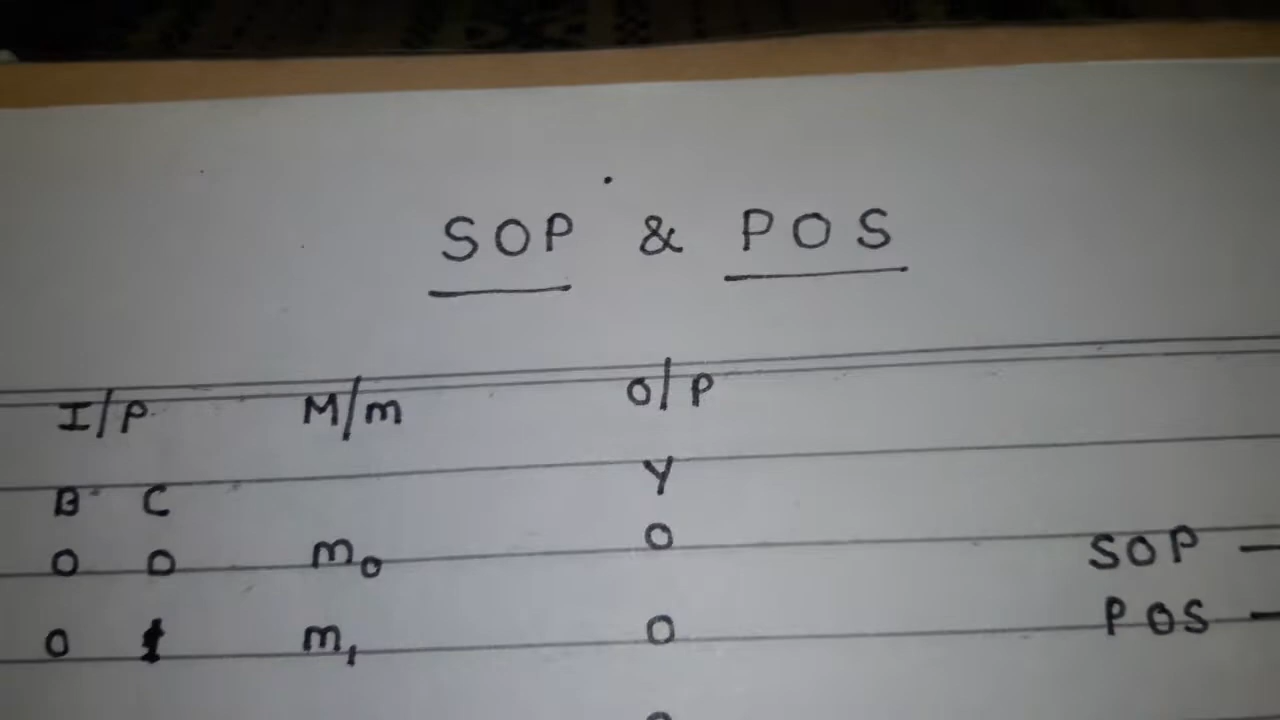 SOP & POS
I/P M/m O/P
B C Y
0 0 m0 0 SOP –
0 1 m1 0 POS –